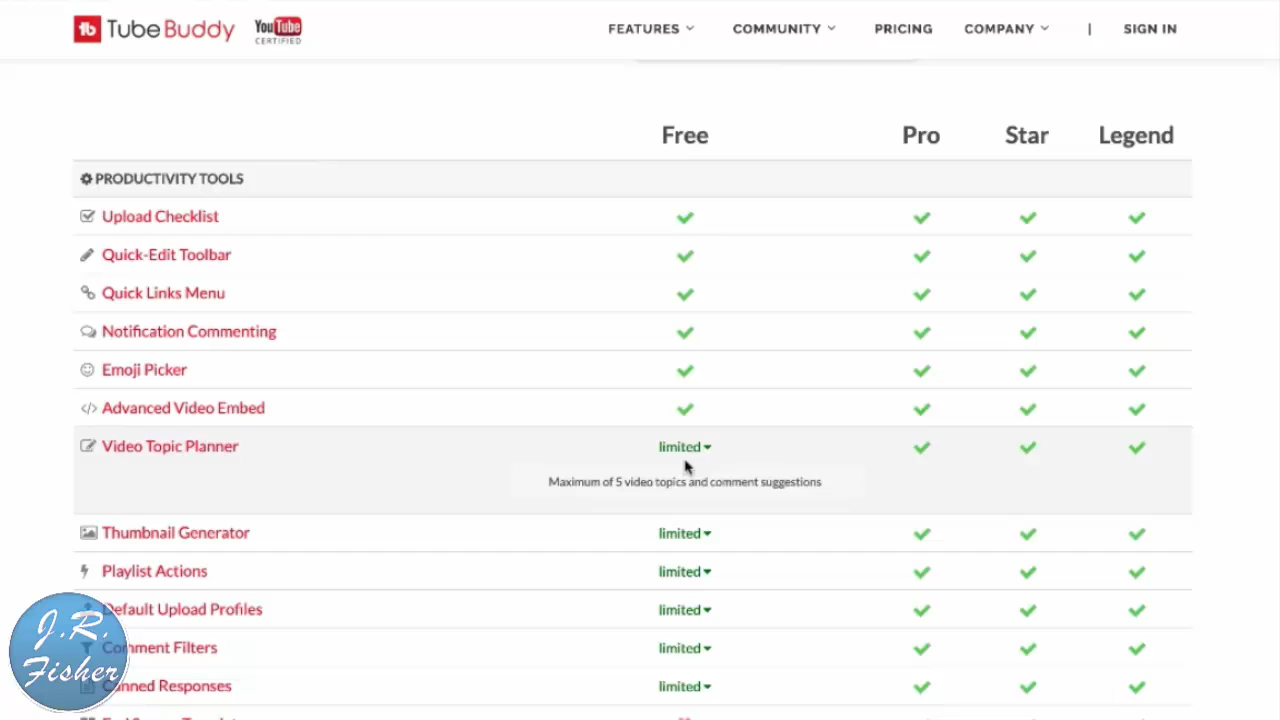 TubeBuddy YouTube CERTIFIED FEATURES COMMUNITY PRICING COMPANY | SIGN IN
Free Pro Star Legend
PRODUCTIVITY TOOLS
Upload Checklist
Quick-Edit Toolbar
Quick Links Menu
Notification Commenting
Emoji Picker
Advanced Video Embed
Video Topic Planner limited
Maximum of 5 video topics and comment suggestions
Thumbnail Generator limited
Playlist Actions limited
Default Upload Profiles limited
Comment Filters limited
Canned Responses limited
J.R.
Fisher